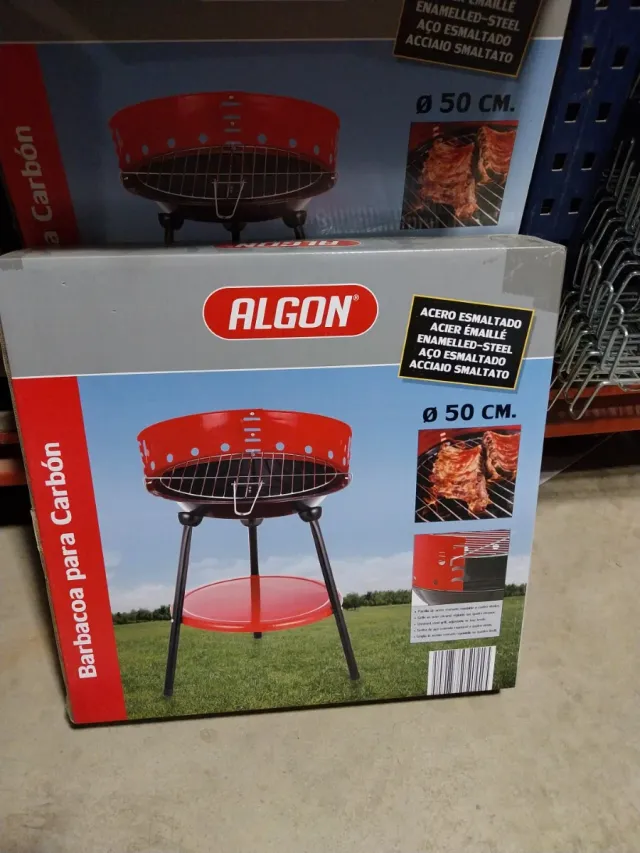 ENAMELLED-STEEL
AÇO ESMALTADO
ACCIAIO SMALTATO
Ø 50 CM.
Carbón
ALGON
ALGON®
ACERO ESMALTADO
ACIER ÉMAILLÉ
ENAMELLED-STEEL
AÇO ESMALTADO
ACCIAIO SMALTATO
Ø 50 CM.
Barbacoa para Carbón